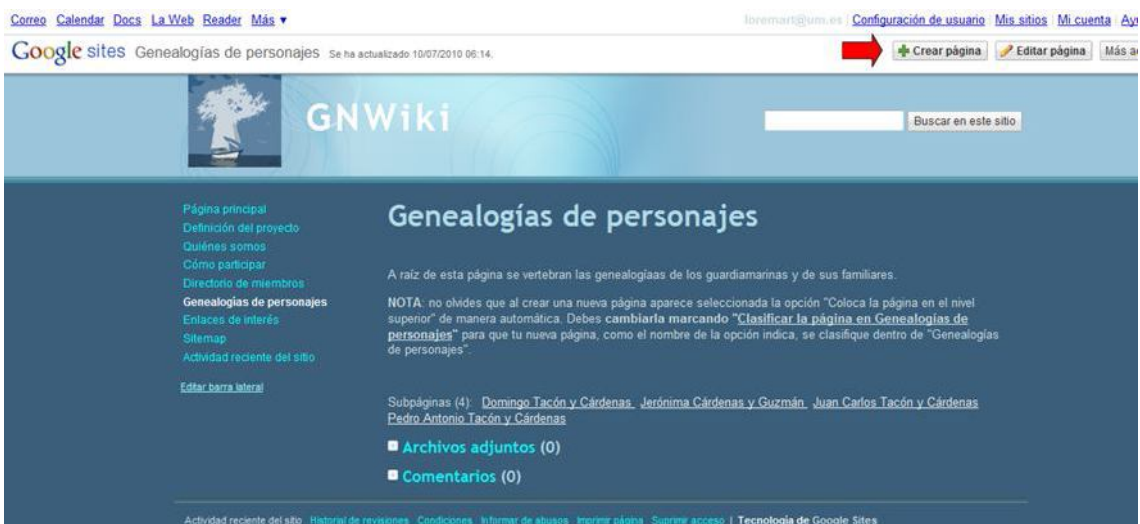 Correo Calendar Docs La Web Reader Más ▼ loremart@um.es | Configuración de usuario | Mis sitios | Mi cuenta |
Google sites Genealogías de personajes Se ha actualizado 10/07/2010 06:14. Crear página Editar página Más
GNWiki
Buscar en este sitio
Página principal
Definición del proyecto
Quiénes somos
Cómo participar
Directorio de miembros
Genealogías de personajes
Enlaces de interés
Sitemap
Actividad reciente del sitio
Editar barra lateral
Genealogías de personajes
A raíz de esta página se vertebran las genealogíaas de los guardiamarinas y de sus familiares.
NOTA: no olvides que al crear una nueva página aparece seleccionada la opción "Coloca la página en el nivel
superior" de manera automática. Debes cambiarla marcando "Clasificar la página en Genealogías de
personajes" para que tu nueva página, como el nombre de la opción indica, se clasifique dentro de "Genealogías
de personajes".
Subpáginas (4): Domingo Tacón y Cárdenas Jerónima Cárdenas y Guzmán Juan Carlos Tacón y Cárdenas
Pedro Antonio Tacón y Cárdenas
Archivos adjuntos (0)
Comentarios (0)
Actividad reciente del sitio Historial de revisiones Condiciones Informar de abusos Imprimir página Suprimir acceso | Tecnología de Google Sites